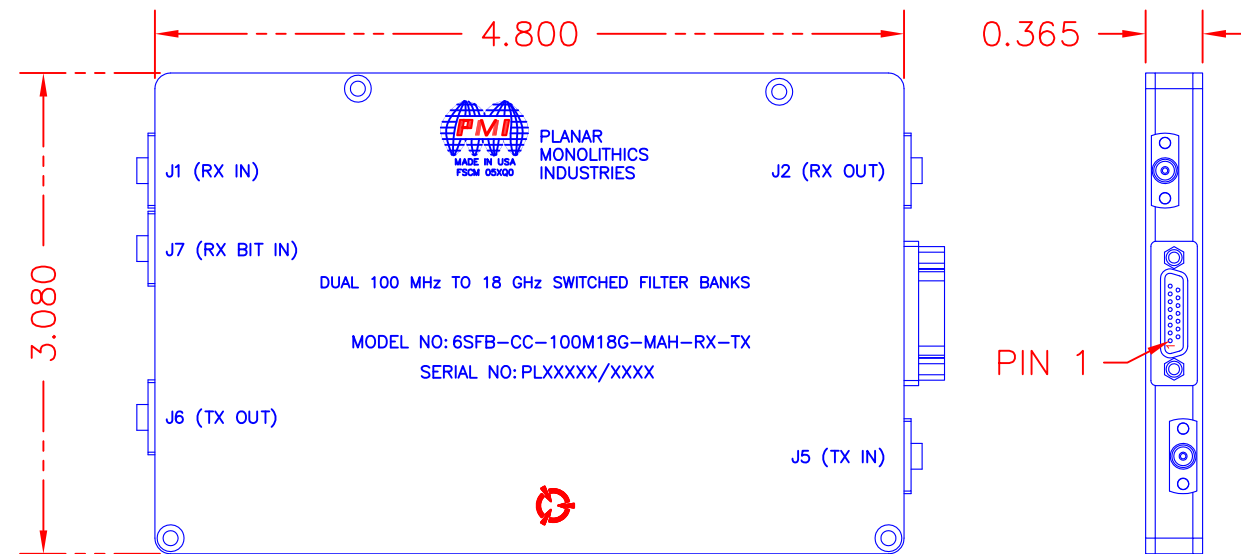 4.800
0.365
PMI
MADE IN USA
FSCM 05XQ0
PLANAR
MONOLITHICS
INDUSTRIES
J1 (RX IN)
J2 (RX OUT)
J7 (RX BIT IN)
DUAL 100 MHz TO 18 GHz SWITCHED FILTER BANKS
3.080
MODEL NO: 6SFB-CC-100M18G-MAH-RX-TX
PIN 1
1
SERIAL NO: PLXXXXX/XXXX
J6 (TX OUT)
J5 (TX IN)